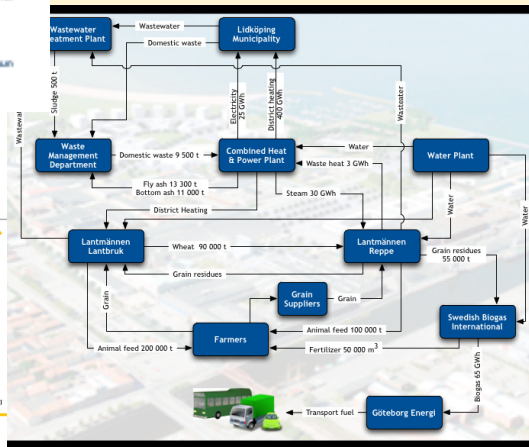 Wastewater
eatment Plant
Wastewater
Lidköping
Municipality
Domestic waste
Sludge 500 t
Electricity
25 GWh
District heating
400 GWh
Wasteater
Waste
Management
Department
Domestic waste 9 500 t
Combined Heat
& Power Plant
Water
Waste heat 3 GWh
Water Plant
Fly ash 13 300 t
Bottom ash 11 000 t
Steam 30 GWh
District Heating
Water
Water
Lantmännen
Lantbruk
Wheat 90 000 t
Lantmännen
Reppe
Grain residues
55 000 t
Grain residues
Grain
Grain
Suppliers
Grain
Swedish Biogas
International
Farmers
Animal feed 100 000 t
Animal feed 200 000 t
Fertilizer 50 000 m3
Biogas 65 GWh
Transport fuel
Göteborg Energi